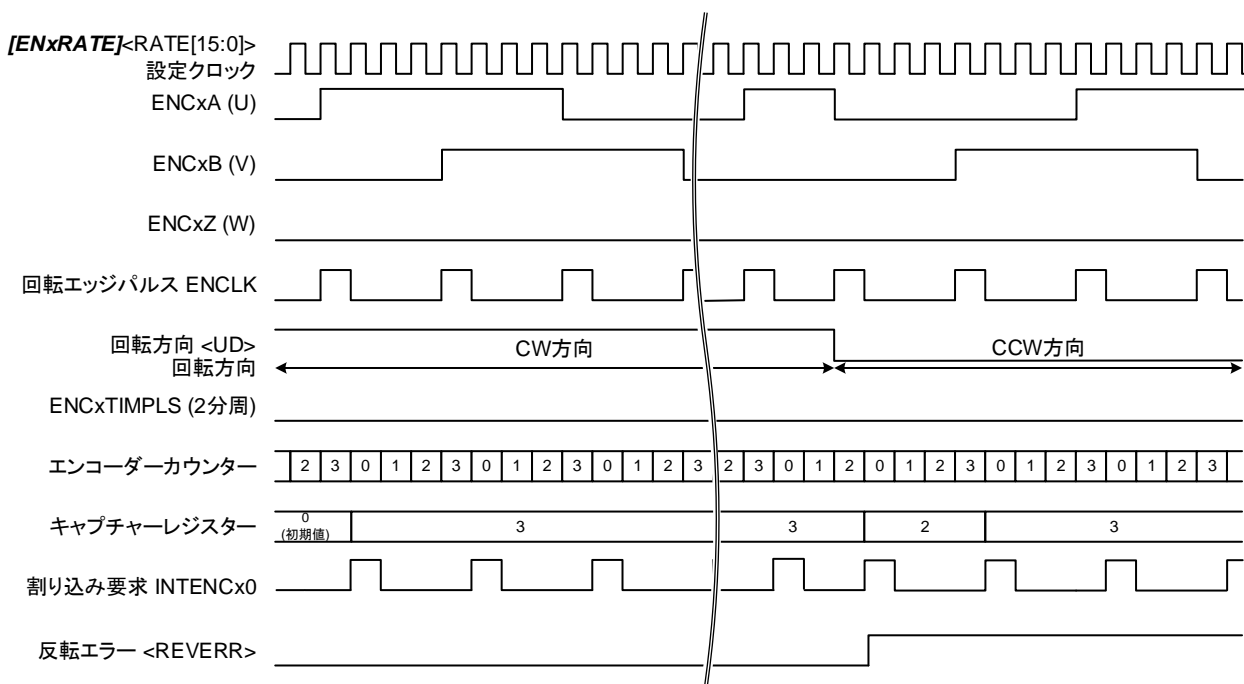 [ENxRATE]<RATE[15:0]>
設定クロック
ENCxA (U)
ENCxB (V)
ENCxZ (W)
回転エッジパルス ENCLK
回転方向 <UD>
CW方向
CCW方向
回転方向
ENCxTIMPLS (2分周)
エンコーダーカウンター
2 3 0 1 2 3 0 1 2 3 0 1 2 3 2 3 0 1 2 0 1 2 3 0 1 2 3 0 1 2 3
キャプチャーレジスター
0
(初期値)
3 3 2 3
割り込み要求 INTENCx0
反転エラー <REVERR>